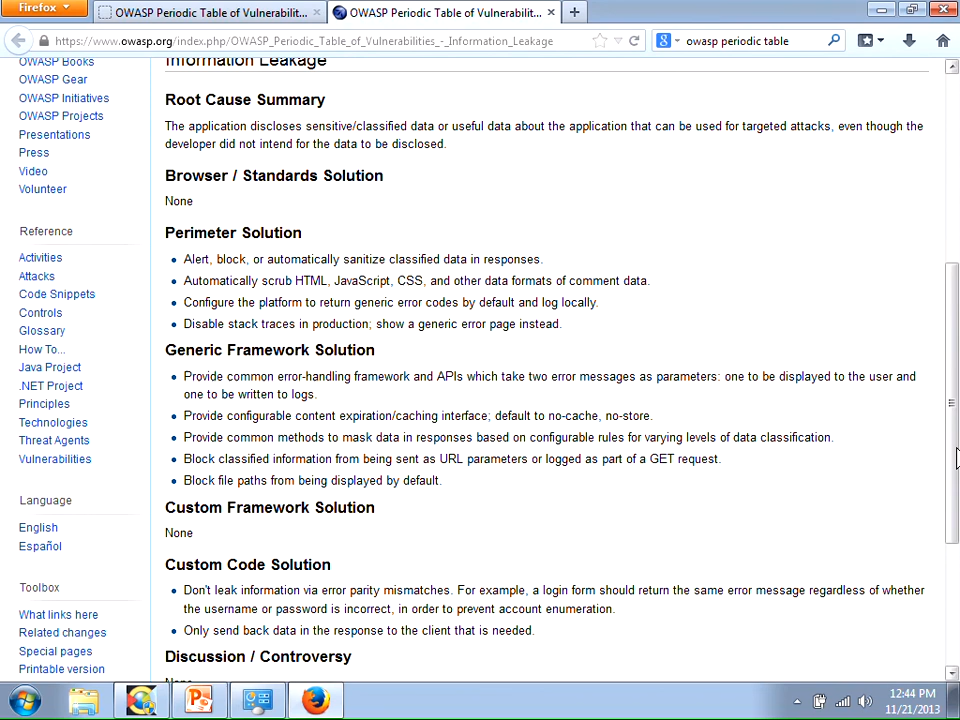 Firefox
OWASP Periodic Table of Vulnerabilit...
OWASP Periodic Table of Vulnerabilit...
https://www.owasp.org/index.php/OWASP_Periodic_Table_of_Vulnerabilities_-_Information_Leakage
owasp periodic table
OWASP Books
OWASP Gear
OWASP Initiatives
OWASP Projects
Presentations
Press
Video
Volunteer
Reference
Activities
Attacks
Code Snippets
Controls
Glossary
How To...
Java Project
.NET Project
Principles
Technologies
Threat Agents
Vulnerabilities
Language
English
Español
Toolbox
What links here
Related changes
Special pages
Printable version
Information Leakage
Root Cause Summary
The application discloses sensitive/classified data or useful data about the application that can be used for targeted attacks, even though the
developer did not intend for the data to be disclosed.
Browser / Standards Solution
None
Perimeter Solution
Alert, block, or automatically sanitize classified data in responses.
Automatically scrub HTML, JavaScript, CSS, and other data formats of comment data.
Configure the platform to return generic error codes by default and log locally.
Disable stack traces in production; show a generic error page instead.
Generic Framework Solution
Provide common error-handling framework and APIs which take two error messages as parameters: one to be displayed to the user and
one to be written to logs.
Provide configurable content expiration/caching interface; default to no-cache, no-store.
Provide common methods to mask data in responses based on configurable rules for varying levels of data classification.
Block classified information from being sent as URL parameters or logged as part of a GET request.
Block file paths from being displayed by default.
Custom Framework Solution
None
Custom Code Solution
Don't leak information via error parity mismatches. For example, a login form should return the same error message regardless of whether
the username or password is incorrect, in order to prevent account enumeration.
Only send back data in the response to the client that is needed.
Discussion / Controversy
None
12:44 PM
11/21/2013